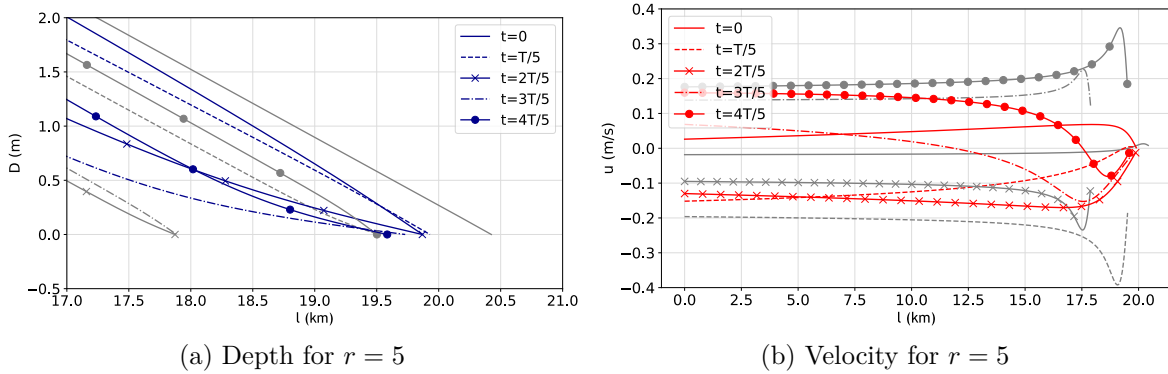 2.0
1.5
1.0
0.5
0.0
−0.5
D (m)
17.0 17.5 18.0 18.5 19.0 19.5 20.0 20.5 21.0
l (km)
t=0
t=T/5
t=2T/5
t=3T/5
t=4T/5
(a) Depth for r = 5
0.4
0.3
0.2
0.1
0.0
−0.1
−0.2
−0.3
−0.4
u (m/s)
0.0 2.5 5.0 7.5 10.0 12.5 15.0 17.5 20.0
l (km)
t=0
t=T/5
t=2T/5
t=3T/5
t=4T/5
(b) Velocity for r = 5